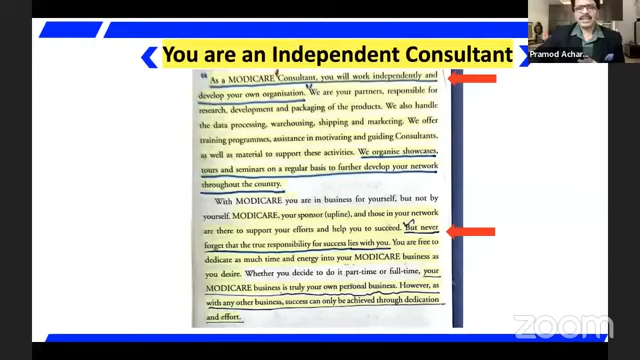 You are an Independent Consultant
As a MODICARE Consultant, you will work independently and
develop your own organisation. We are your partners, responsible for
research, development and packaging of the products. We also handle
the data processing, warehousing, shipping and marketing. We offer
training programmes, assistance in motivating and guiding Consultants,
as well as material to support these activities. We organise showcases,
tours and seminars on a regular basis to further develop your network
throughout the country.
With MODICARE you are in business for yourself, but not by
yourself. MODICARE, your sponsor (upline), and those in your network
are there to support your efforts and help you to succeed. But never
forget that the true responsibility for success lies with you. You are free to
dedicate as much time and energy into your MODICARE business as
you desire. Whether you decide to do it part-time or full-time, your
MODICARE business is truly your own personal business. However, as
with any other business, success can only be achieved through dedication
and effort.
Pramod Achar...
zoom